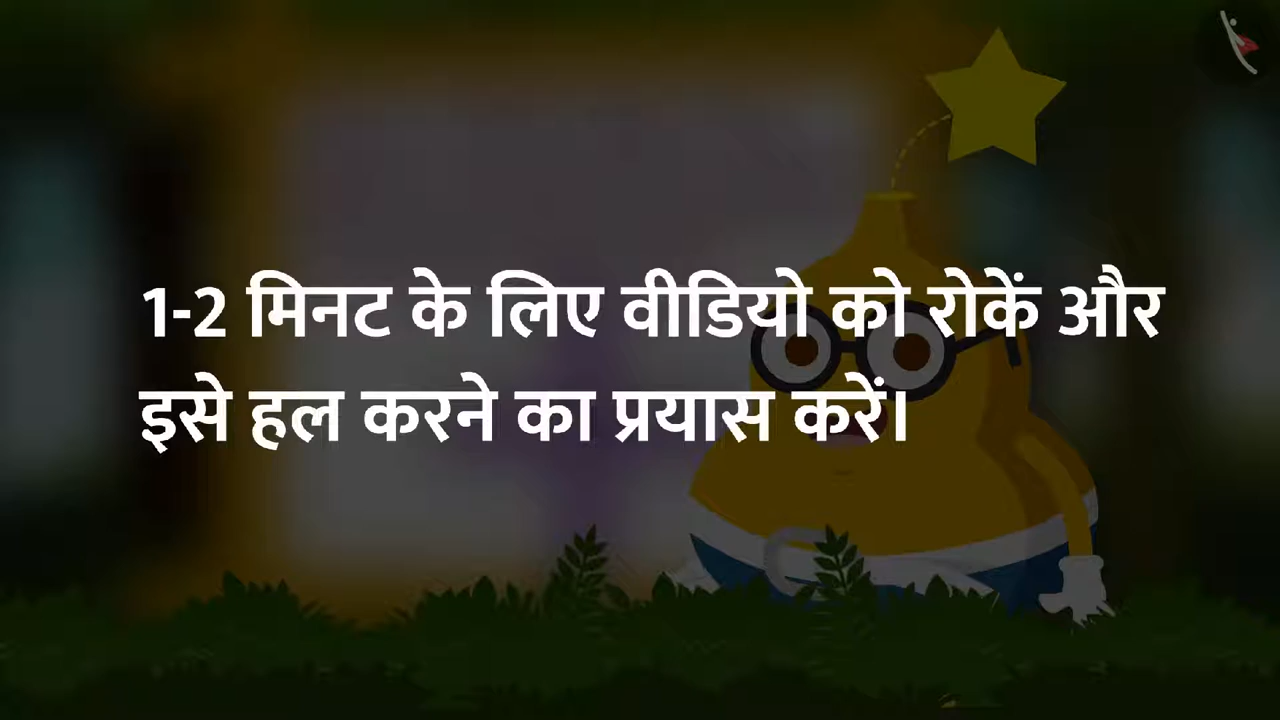 1-2 मिनट के लिए वीडियो को रोकें और
इसे हल करने का प्रयास करें।